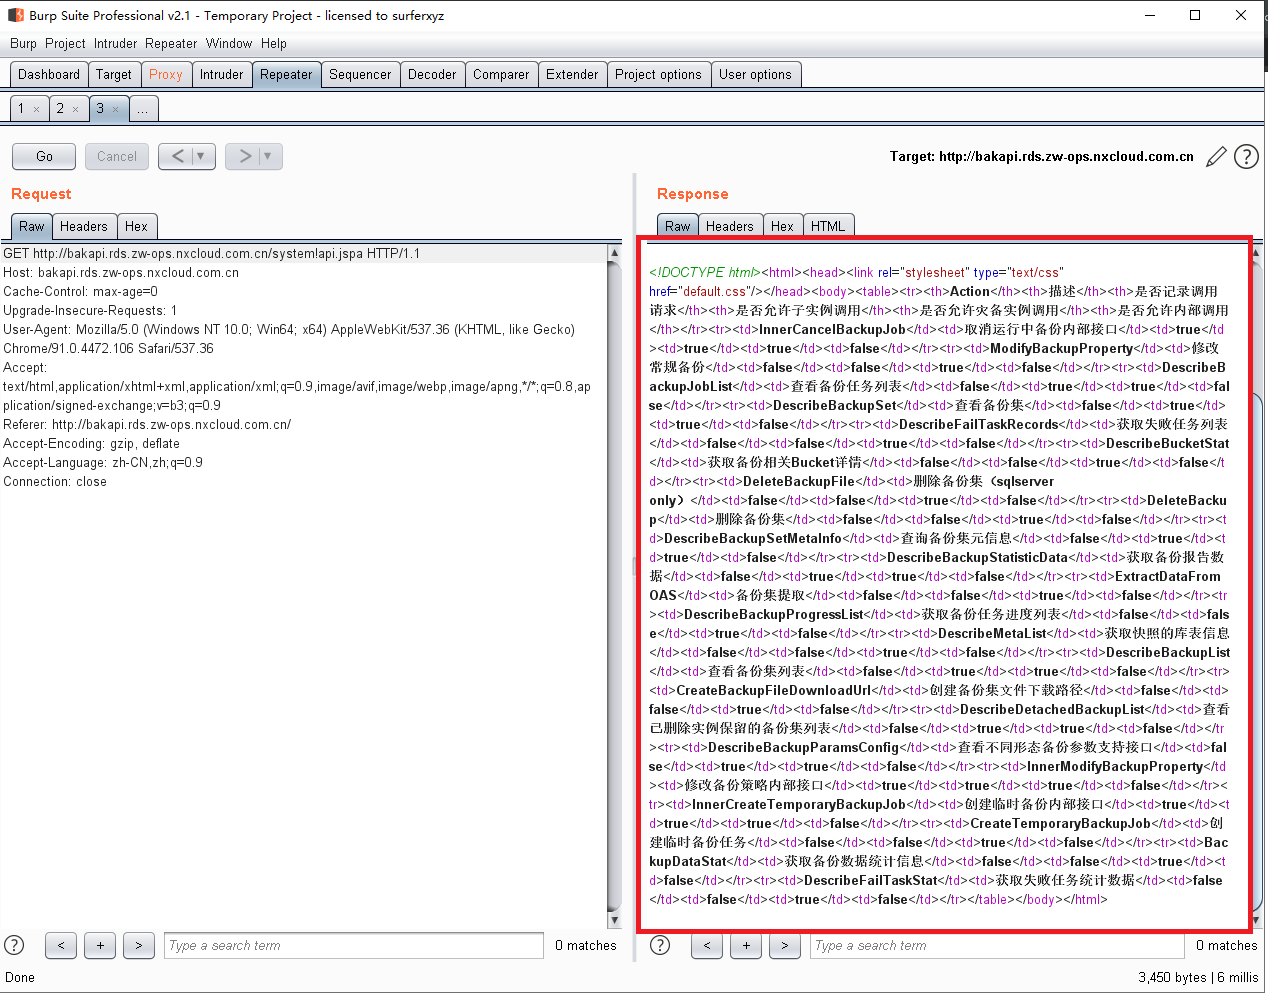 Burp Suite Professional v2.1 - Temporary Project - licensed to surferxyz
Burp Project Intruder Repeater Window Help
Dashboard Target Proxy Intruder Repeater Sequencer Decoder Comparer Extender Project options User options
1 × 2 × 3 × ...
Go Cancel < ▼ > ▼ Target: http://bakapi.rds.zw-ops.nxcloud.com.cn ?
Request
Raw Headers Hex
GET http://bakapi.rds.zw-ops.nxcloud.com.cn/system!api.jspa HTTP/1.1
Host: bakapi.rds.zw-ops.nxcloud.com.cn
Cache-Control: max-age=0
Upgrade-Insecure-Requests: 1
User-Agent: Mozilla/5.0 (Windows NT 10.0; Win64; x64) AppleWebKit/537.36 (KHTML, like Gecko)
Chrome/91.0.4472.106 Safari/537.36
Accept:
text/html,application/xhtml+xml,application/xml;q=0.9,image/avif,image/webp,image/apng,*/*;q=0.8,ap
plication/signed-exchange;v=b3;q=0.9
Referer: http://bakapi.rds.zw-ops.nxcloud.com.cn/
Accept-Encoding: gzip, deflate
Accept-Language: zh-CN,zh;q=0.9
Connection: close
? < + > Type a search term 0 matches
Response
Raw Headers Hex HTML
<!DOCTYPE html><html><head><link rel="stylesheet" type="text/css"
href="default.css"/></head><body><table><tr><th>Action</th><th>描述</th><th>是否记录调用
请求</th><th>是否允许子实例调用</th><th>是否允许灾备实例调用</th><th>是否允许内部调用
</th></tr><tr><td>InnerCancelBackupJob</td><td>取消运行中备份内部接口</td><td>true</td
><td>true</td><td>true</td><td>false</td></tr><tr><td>ModifyBackupProperty</td><td>修改
常规备份</td><td>false</td><td>false</td><td>true</td><td>false</td></tr><tr><td>DescribeB
ackupJobList</td><td>查看备份任务列表</td><td>false</td><td>true</td><td>true</td><td>fal
se</td></tr><tr><td>DescribeBackupSet</td><td>查看备份集</td><td>false</td><td>true</td>
<td>true</td><td>false</td></tr><tr><td>DescribeFailTaskRecords</td><td>获取失败任务列表
</td><td>false</td><td>false</td><td>true</td><td>false</td></tr><tr><td>DescribeBucketStat
</td><td>获取备份相关Bucket详情</td><td>false</td><td>false</td><td>true</td><td>false</t
d></tr><tr><td>DeleteBackupFile</td><td>删除备份集（sqlserver
only）</td><td>false</td><td>false</td><td>true</td><td>false</td></tr><tr><td>DeleteBacku
p</td><td>删除备份集</td><td>false</td><td>false</td><td>true</td><td>false</td></tr><tr><t
d>DescribeBackupSetMetaInfo</td><td>查询备份集元信息</td><td>false</td><td>true</td><t
d>true</td><td>false</td></tr><tr><td>DescribeBackupStatisticData</td><td>获取备份报告数
据</td><td>false</td><td>true</td><td>true</td><td>false</td></tr><tr><td>ExtractDataFrom
OAS</td><td>备份集提取</td><td>false</td><td>false</td><td>true</td><td>false</td></tr><tr
><td>DescribeBackupProgressList</td><td>获取备份任务进度列表</td><td>false</td><td>fals
e</td><td>true</td><td>false</td></tr><tr><td>DescribeMetaList</td><td>获取快照的库表信息
</td><td>false</td><td>false</td><td>true</td><td>false</td></tr><tr><td>DescribeBackupList
</td><td>查看备份集列表</td><td>false</td><td>true</td><td>true</td><td>false</td></tr><tr>
<td>CreateBackupFileDownloadUrl</td><td>创建备份集文件下载路径</td><td>false</td><td>
false</td><td>true</td><td>false</td></tr><tr><td>DescribeDetachedBackupList</td><td>查看
已删除实例保留的备份集列表</td><td>false</td><td>true</td><td>true</td><td>false</td></tr
><tr><td>DescribeBackupParamsConfig</td><td>查看不同形态备份参数支持接口</td><td>fal
se</td><td>true</td><td>true</td><td>false</td></tr><tr><td>InnerModifyBackupProperty</td
><td>修改备份策略内部接口</td><td>true</td><td>true</td><td>true</td><td>false</td></tr><
tr><td>InnerCreateTemporaryBackupJob</td><td>创建临时备份内部接口</td><td>true</td><t
d>true</td><td>true</td><td>false</td></tr><tr><td>CreateTemporaryBackupJob</td><td>创
建临时备份任务</td><td>false</td><td>false</td><td>true</td><td>false</td></tr><tr><td>Bac
kupDataStat</td><td>获取备份数据统计信息</td><td>false</td><td>false</td><td>true</td><t
d>false</td></tr><tr><td>DescribeFailTaskStat</td><td>获取失败任务统计数据</td><td>false
</td><td>false</td><td>true</td><td>false</td></tr></table></body></html>
? < + > Type a search term 0 matches
Done 3,450 bytes | 6 millis